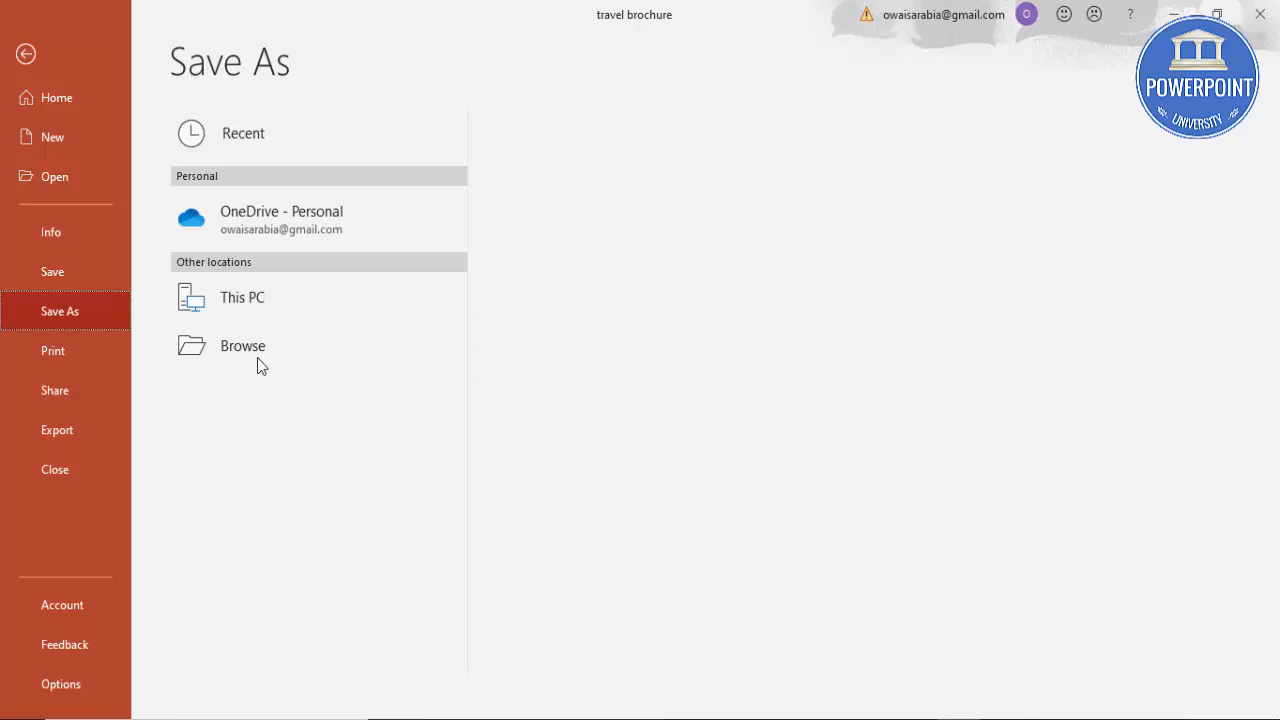 travel brochure
owaisarabia@gmail.com
O
?
POWERPOINT
UNIVERSITY
Save As
Home
New
Open
Info
Save
Save As
Print
Share
Export
Close
Account
Feedback
Options
Recent
Personal
OneDrive - Personal
owaisarabia@gmail.com
Other locations
This PC
Browse